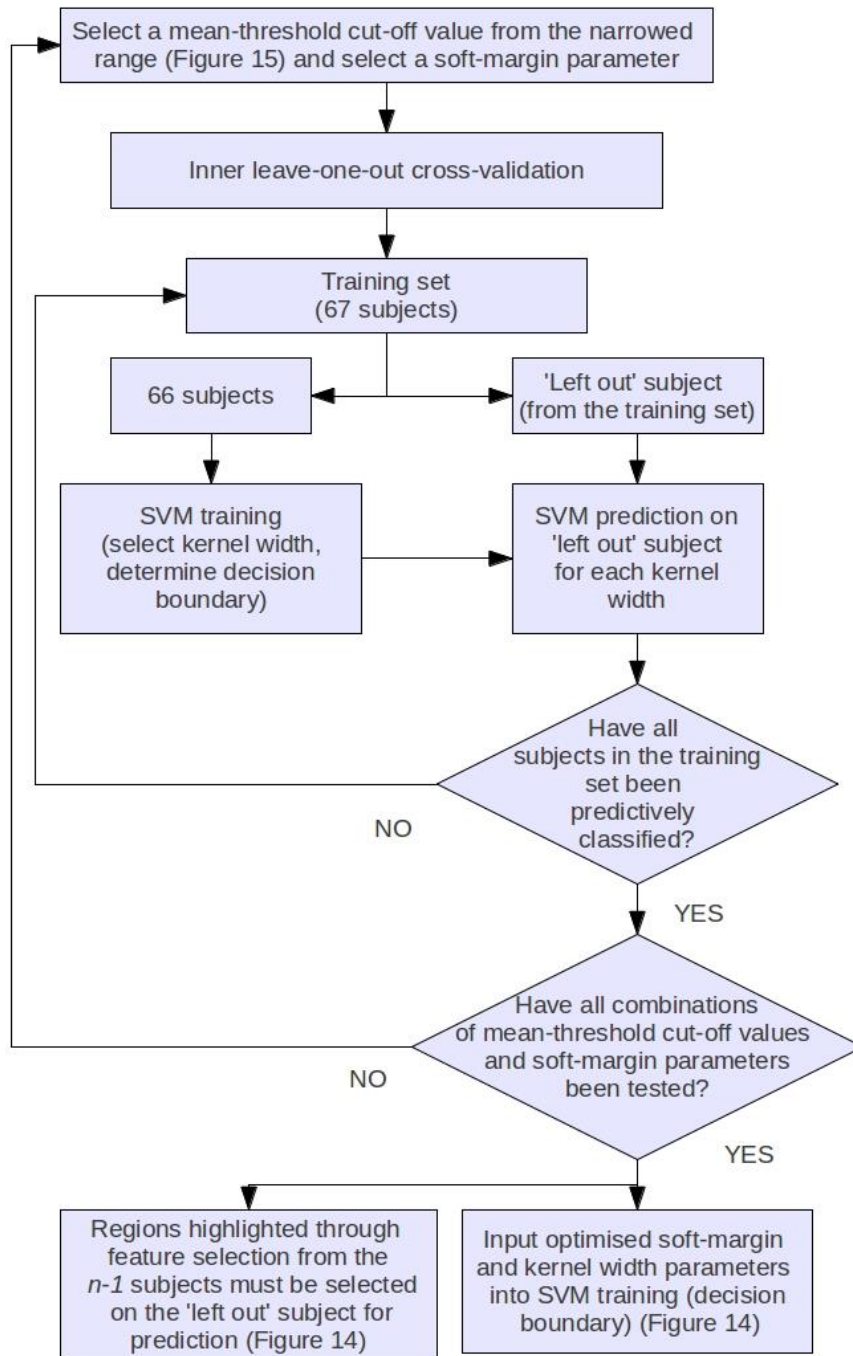 Select a mean-threshold cut-off value from the narrowed
range (Figure 15) and select a soft-margin parameter
Inner leave-one-out cross-validation
Training set
(67 subjects)
66 subjects
'Left out' subject
(from the training set)
SVM training
(select kernel width,
determine decision
boundary)
SVM prediction on
'left out' subject
for each kernel
width
Have all
subjects in the training
set been
predictively
classified?
NO
YES
Have all combinations
of mean-threshold cut-off values
and soft-margin parameters
been tested?
NO
YES
Regions highlighted through
feature selection from the
n-1 subjects must be selected
on the 'left out' subject for
prediction (Figure 14)
Input optimised soft-margin
and kernel width parameters
into SVM training (decision
boundary) (Figure 14)